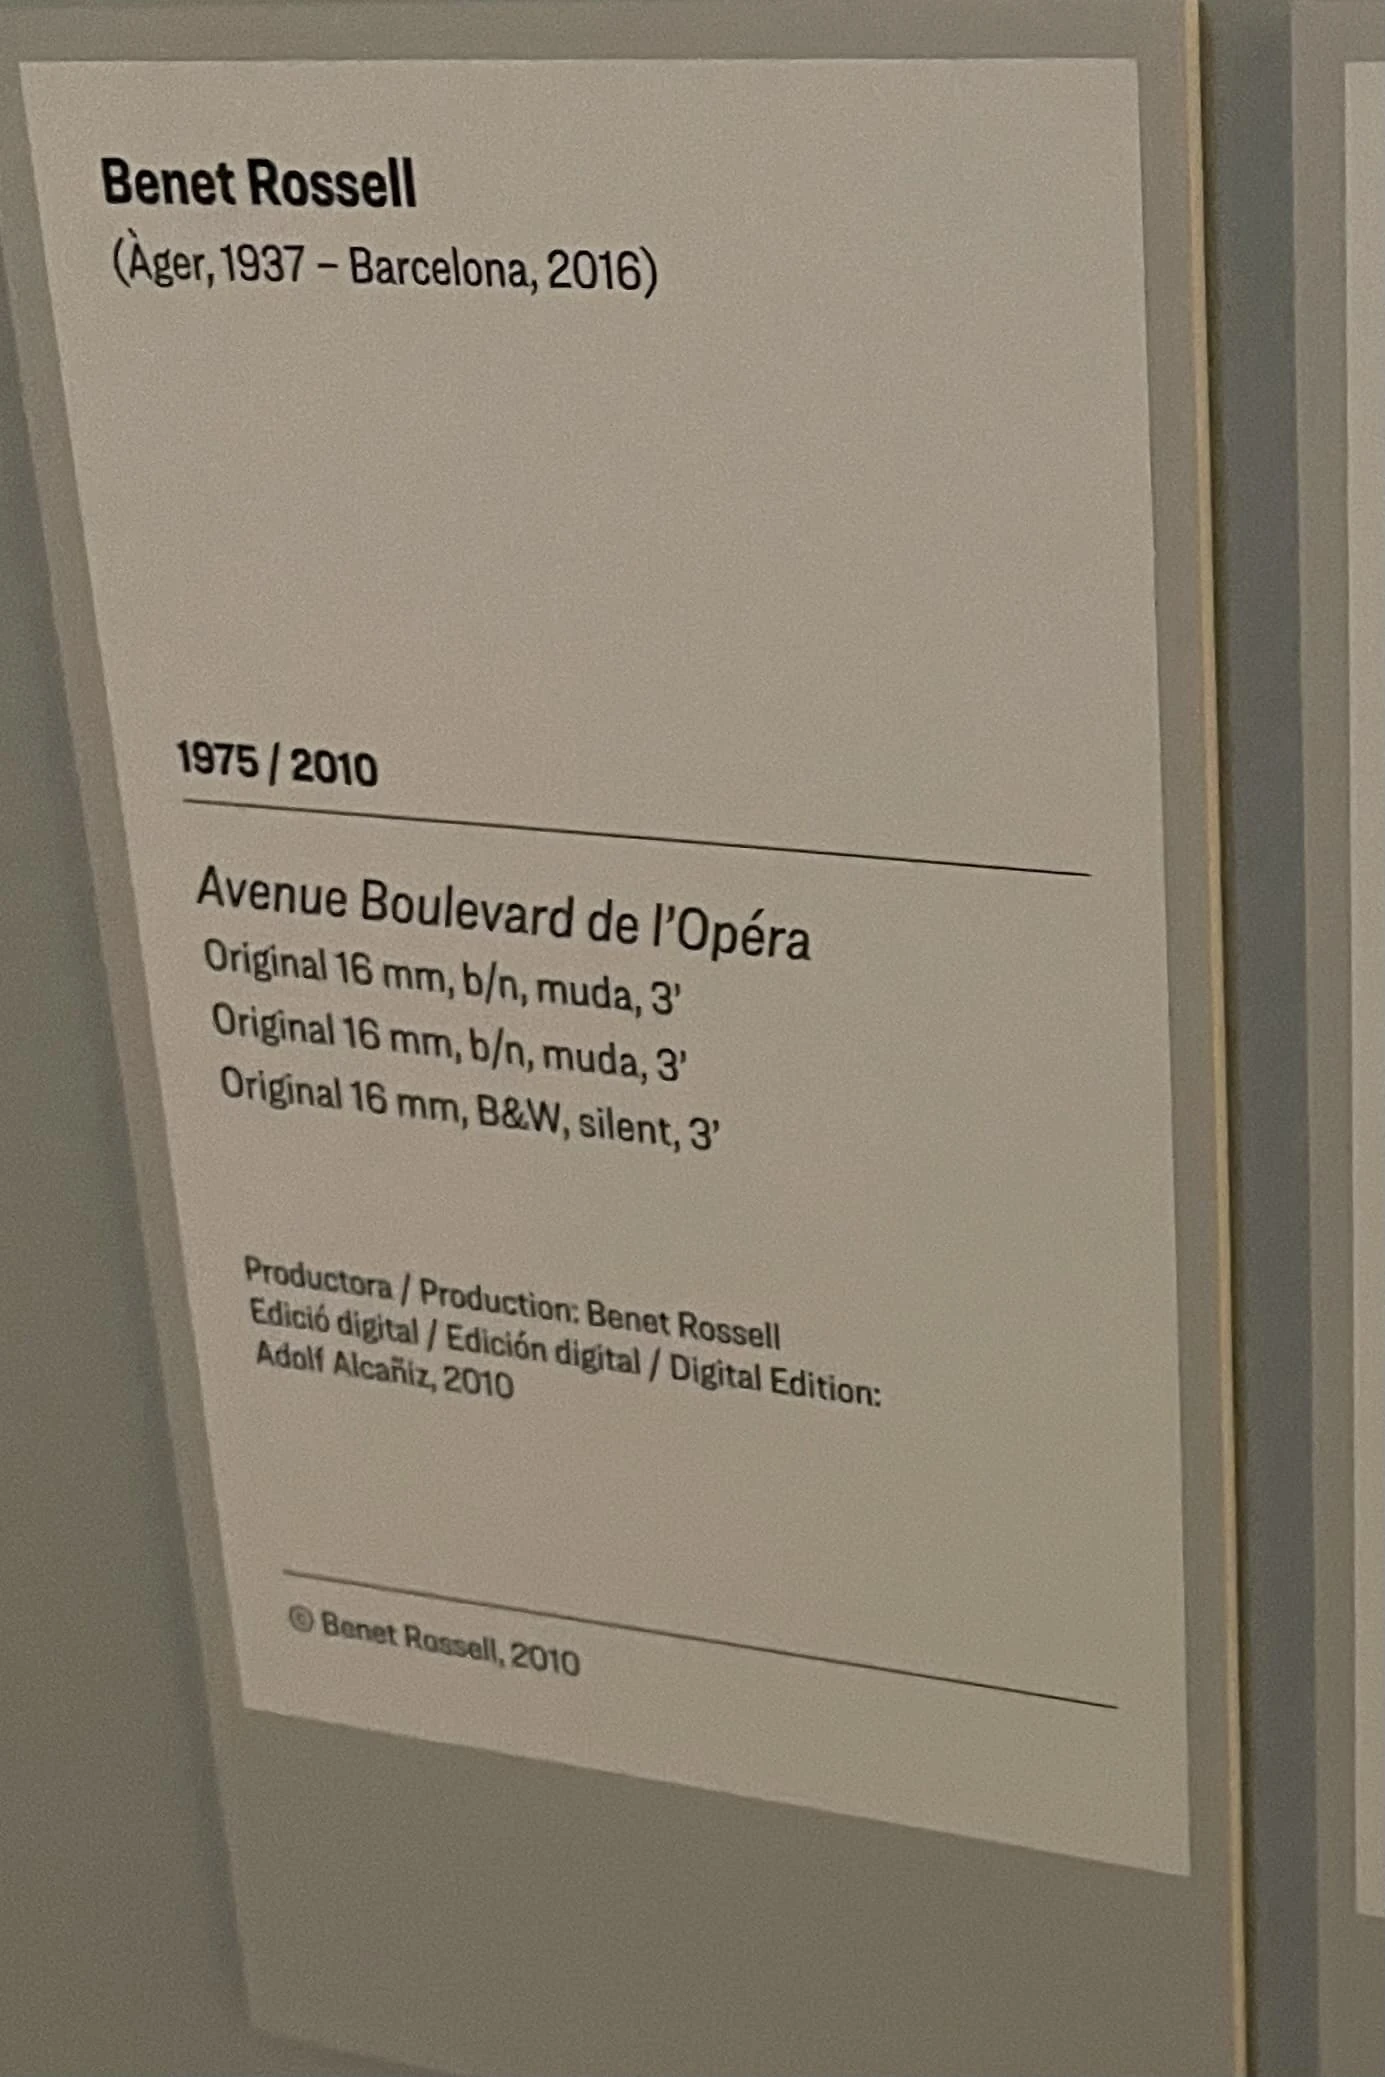 Benet Rossell
(Àger, 1937 – Barcelona, 2016)
1975 / 2010
Avenue Boulevard de l'Opéra
Original 16 mm, b/n, muda, 3'
Original 16 mm, b/n, muda, 3'
Original 16 mm, B&W, silent, 3'
Productora / Production: Benet Rossell
Edició digital / Edición digital / Digital Edition:
Adolf Alcañiz, 2010
© Benet Rossell, 2010